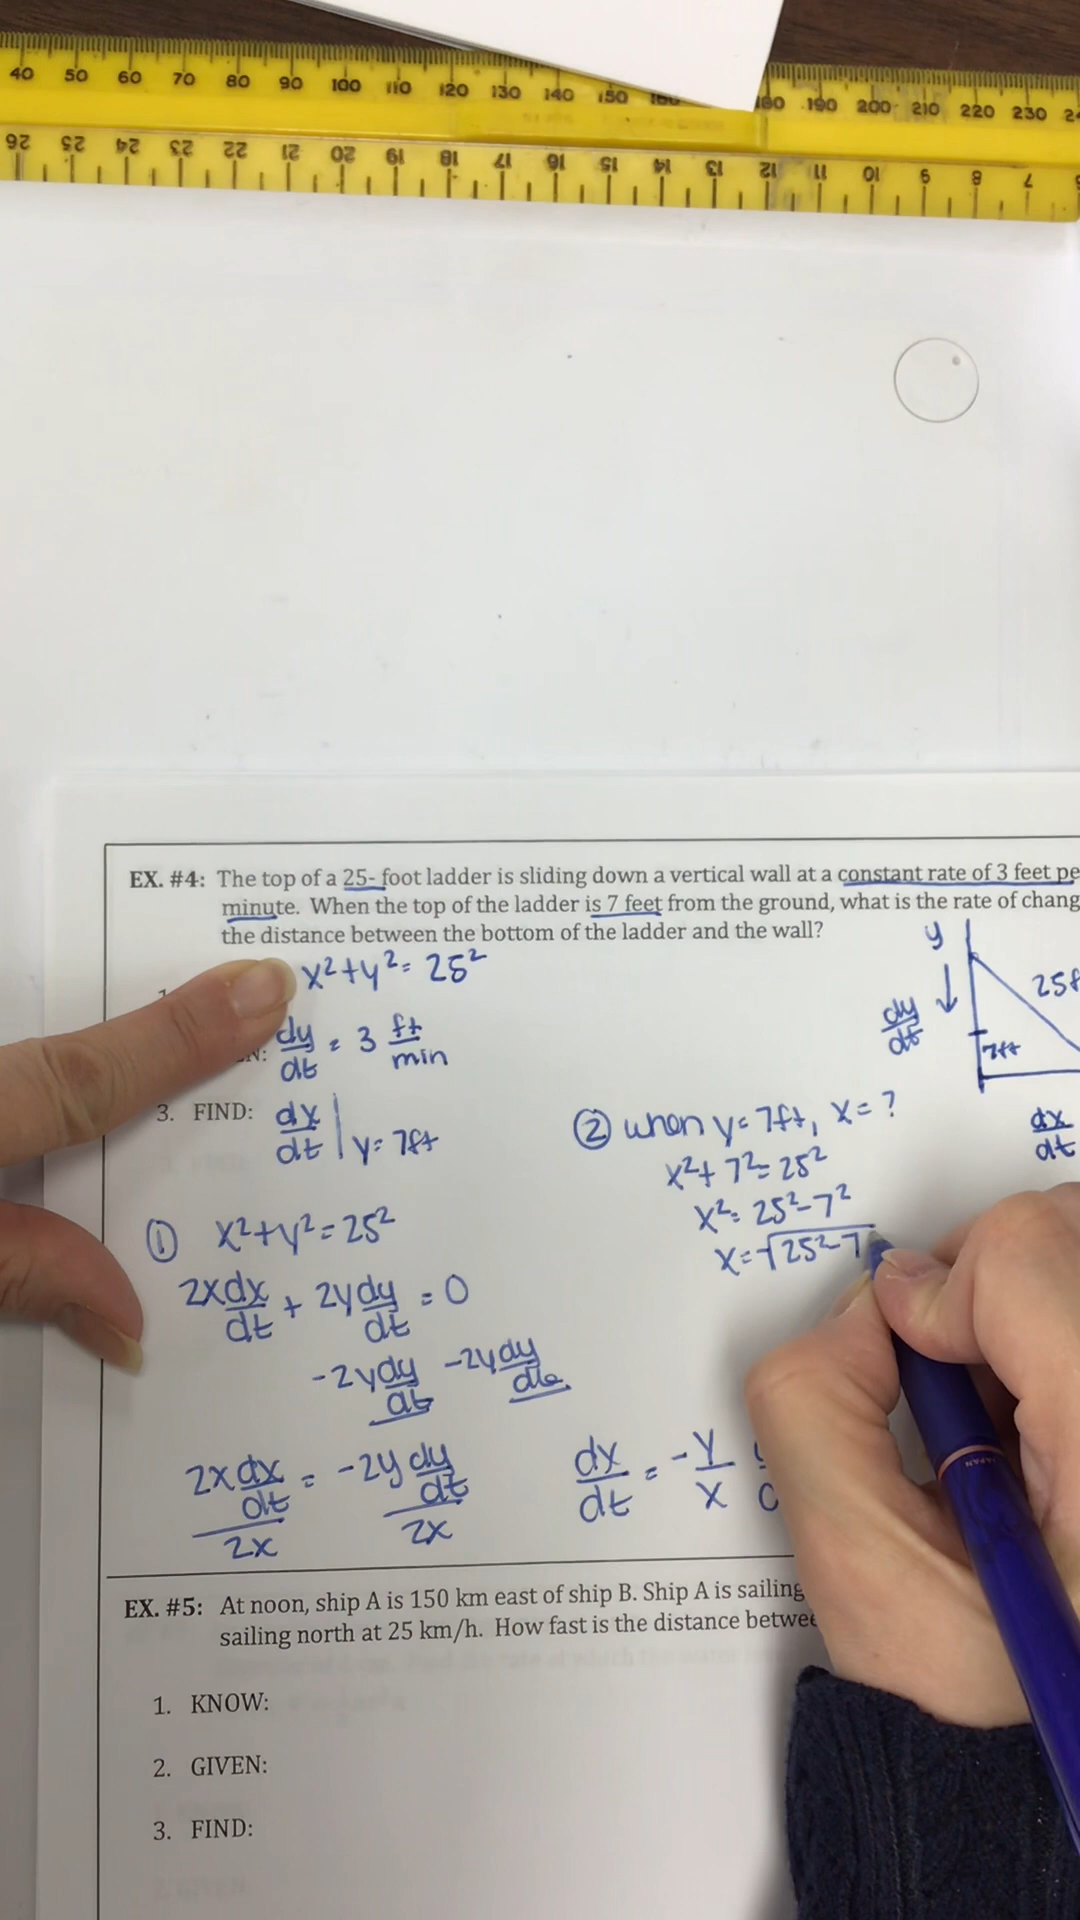 40 50 60 70 80 90 100 110 120 130 140 150 160 180 190 200 210 220 230
26 25 24 23 22 21 20 19 18 17 16 15 14 13 12 11 10 9 8 7
EX. #4: The top of a 25- foot ladder is sliding down a vertical wall at a constant rate of 3 feet pe
minute. When the top of the ladder is 7 feet from the ground, what is the rate of chang
the distance between the bottom of the ladder and the wall?
x²+y²= 25²
N: dy/dt = 3 ft/min
3. FIND: dx/dt | y= 7ft
y
dy/dt
7ft
dx/dt
① x²+y²=25²
2x dx/dt + 2y dy/dt = 0
-2y dy/dt -2y dy/dt
2x dx/dt = -2y dy/dt
2x 2x
② when y=7ft, x=?
x²+7²=25²
x²=25²-7²
x=√25²-7
dx/dt = -y/x
EX. #5: At noon, ship A is 150 km east of ship B. Ship A is sailing
sailing north at 25 km/h. How fast is the distance betwee
1. KNOW:
2. GIVEN:
3. FIND:
JAPAN